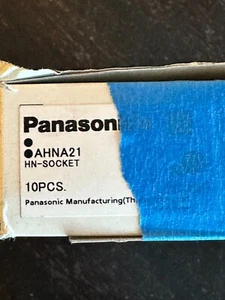 Panasoni
AHNA21
HN-SOCKET
10PCS.
Panasonic Manufacturing(Th